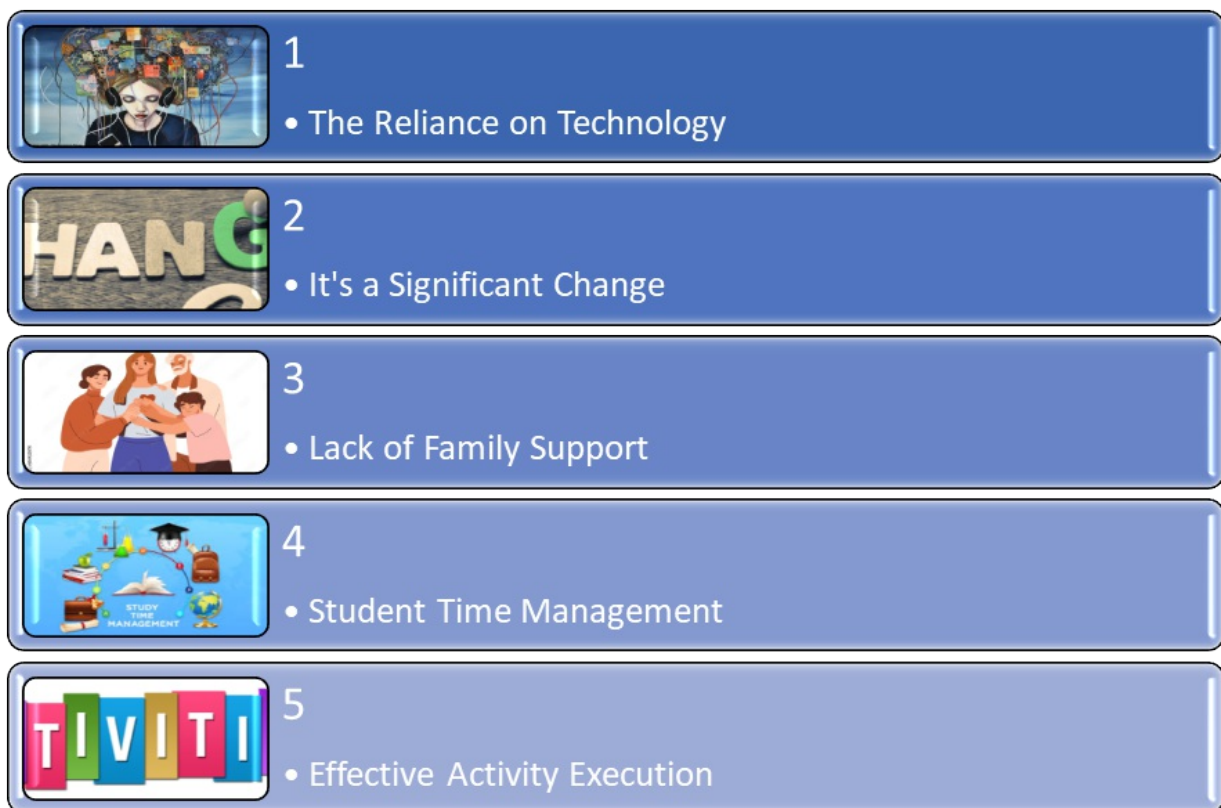 1
• The Reliance on Technology
HANG
2
• It's a Significant Change
3
• Lack of Family Support
STUDY
TIME
MANAGEMENT
4
• Student Time Management
TIVITI
5
• Effective Activity Execution